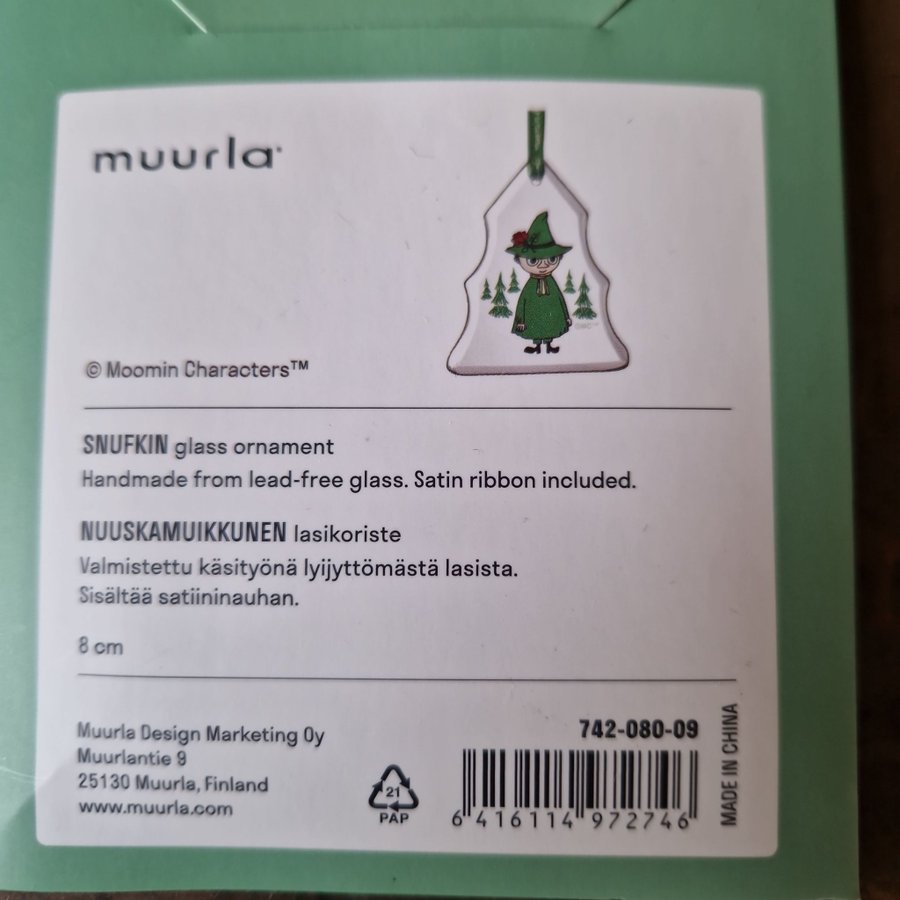 muurla
© Moomin Characters™
SNUFKIN glass ornament
Handmade from lead-free glass. Satin ribbon included.
NUUSKAMUIKKUNEN lasikoriste
Valmistettu käsityönä lyijyttömästä lasista.
Sisältää satiininauhan.
8 cm
Muurla Design Marketing Oy
Muurlantie 9
25130 Muurla, Finland
www.muurla.com
21
PAP
742-080-09
6 416114 972746
MADE IN CHINA